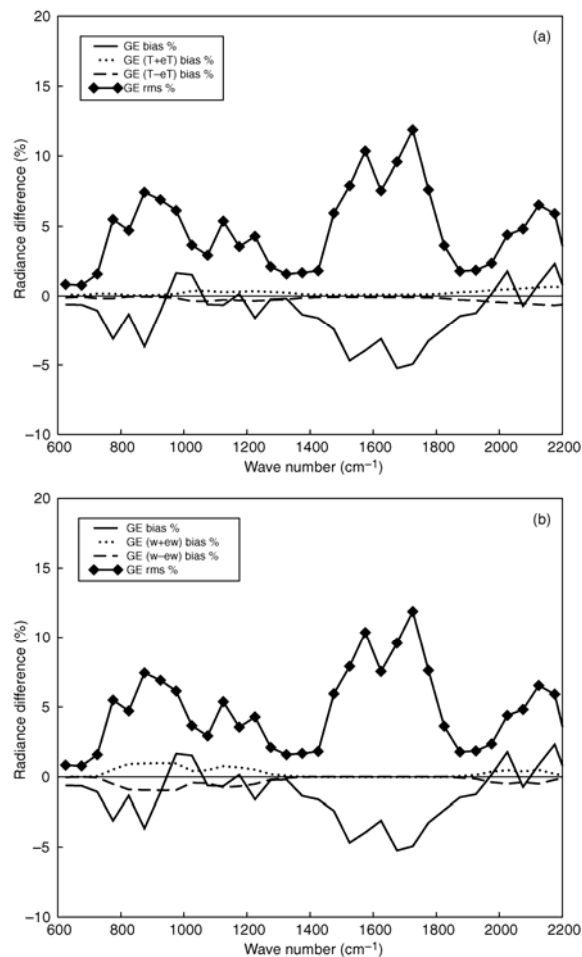 (a)
GE bias %
GE (T+eT) bias %
GE (T−eT) bias %
GE rms %
Radiance difference (%)
20
15
10
5
0
−5
−10
600 800 1000 1200 1400 1600 1800 2000 2200
Wave number (cm⁻¹)
(b)
GE bias %
GE (w+ew) bias %
GE (w−ew) bias %
GE rms %
Radiance difference (%)
20
15
10
5
0
−5
−10
600 800 1000 1200 1400 1600 1800 2000 2200
Wave number (cm⁻¹)